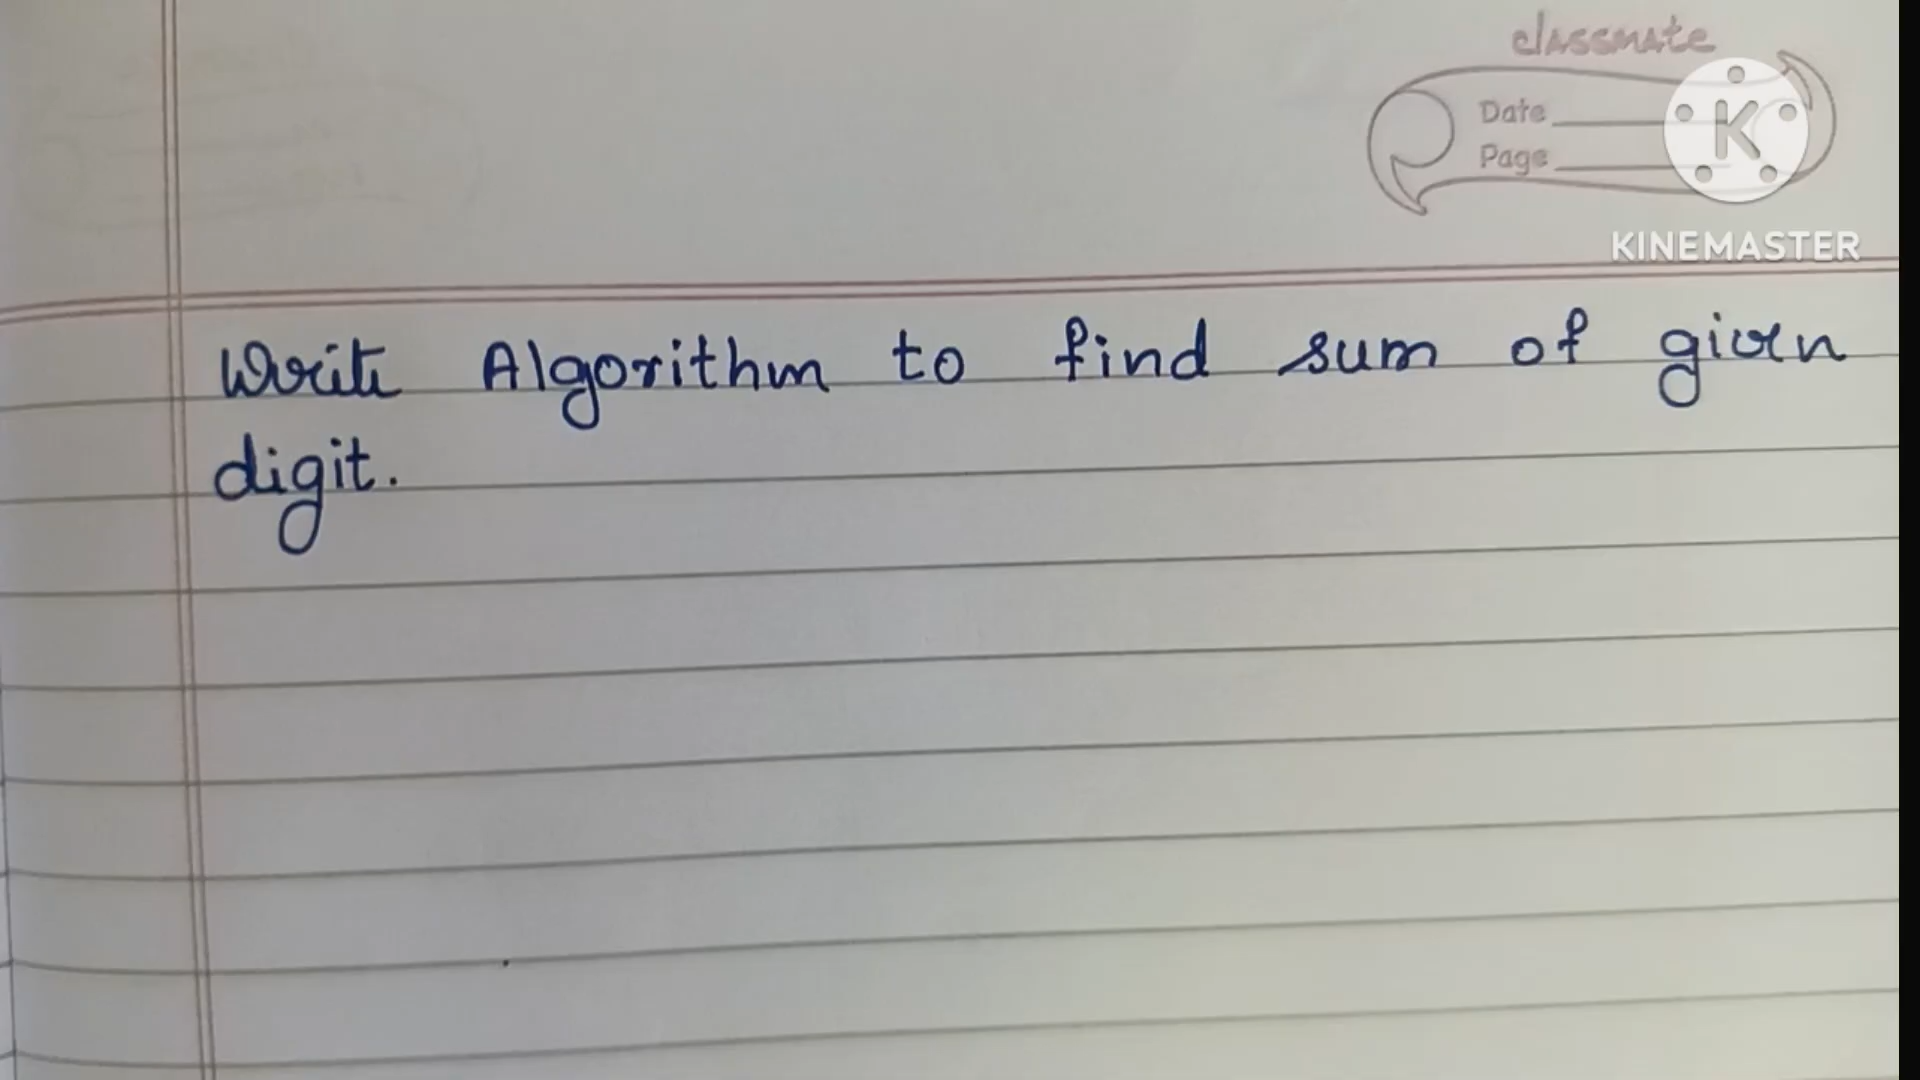 classmate
Date
Page
KINEMASTER
Write Algorithm to find sum of given
digit.